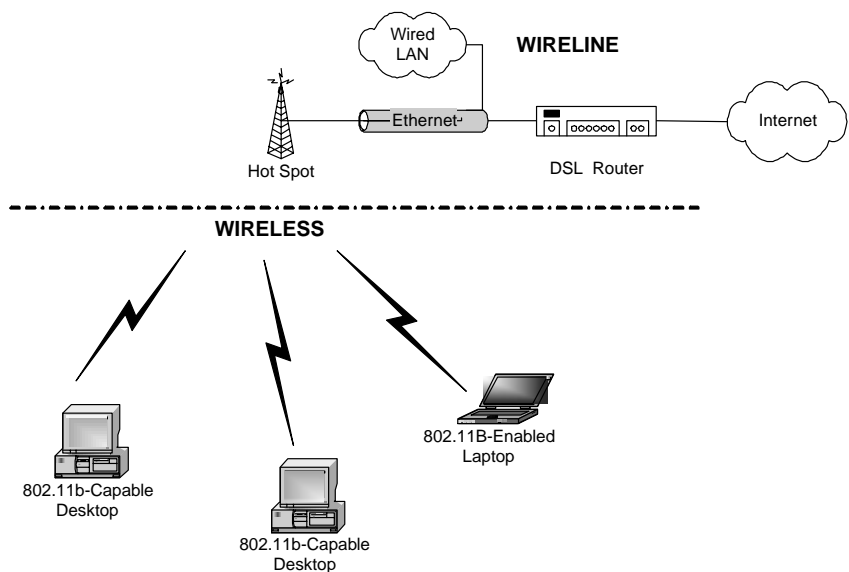 Wired
LAN
WIRELINE
Ethernet
Internet
Hot Spot
DSL Router
WIRELESS
802.11B-Enabled
Laptop
802.11b-Capable
Desktop
802.11b-Capable
Desktop